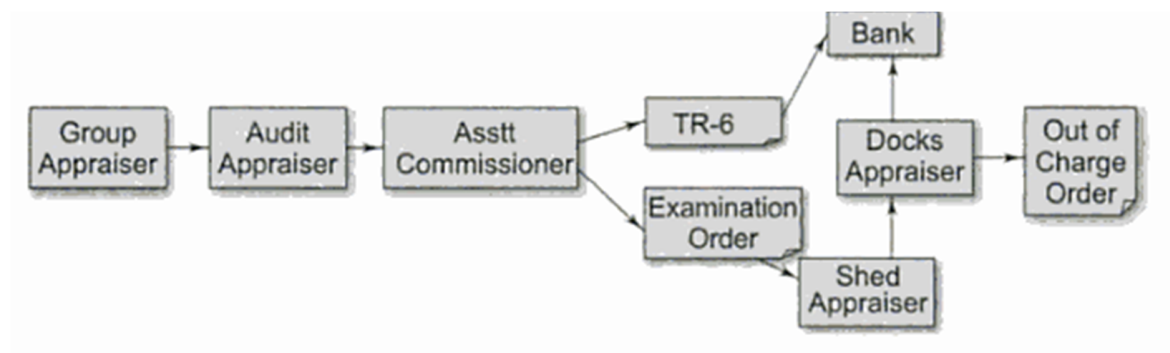 Group
Appraiser
Audit
Appraiser
Asstt
Commissioner
TR-6
Bank
Examination
Order
Shed
Appraiser
Docks
Appraiser
Out of
Charge
Order